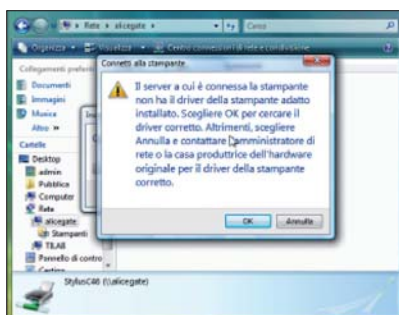 Rete
alicegate
Cerca
Organizza
Visualizza
Centro connessioni di rete e condivisione
Collegamenti preferiti
Documenti
Immagini
Musica
Altro
Cartelle
Desktop
admin
Pubblica
Computer
Rete
alicegate
Stampanti
Pannello di contro
Cestino
Connetti alla stampante
Il server a cui è connessa la stampante
non ha il driver della stampante adatto
installato. Scegliere OK per cercare il
driver corretto. Altrimenti, scegliere
Annulla e contattare l'amministratore di
rete o la casa produttrice dell'hardware
originale per il driver della stampante
corretto.
OK
Annulla
StylusC46 (\\alicegate)